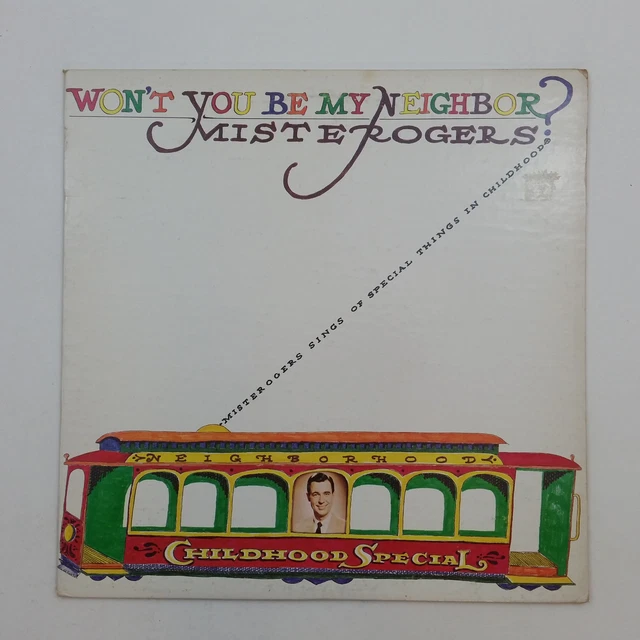 WON'T YOU BE MY NEIGHBOR?
MISTEROGERS:
MISTEROGERS SINGS OF SPECIAL THINGS IN CHILDHOOD
NEIGHBORHOOD
CHILDHOOD SPECIAL